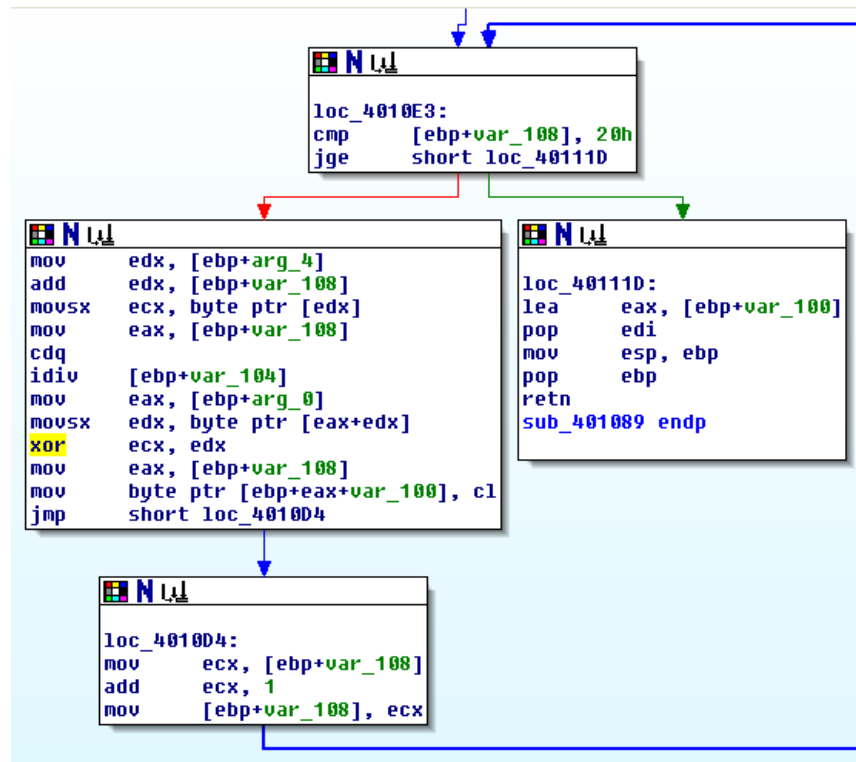 loc_4010E3:
cmp [ebp+var_108], 20h
jge short loc_40111D
mov edx, [ebp+arg_4]
add edx, [ebp+var_108]
movsx ecx, byte ptr [edx]
mov eax, [ebp+var_108]
cdq
idiv [ebp+var_104]
mov eax, [ebp+arg_0]
movsx edx, byte ptr [eax+edx]
xor ecx, edx
mov eax, [ebp+var_108]
mov byte ptr [ebp+eax+var_100], cl
jmp short loc_4010D4
loc_40111D:
lea eax, [ebp+var_100]
pop edi
mov esp, ebp
pop ebp
retn
sub_401089 endp
loc_4010D4:
mov ecx, [ebp+var_108]
add ecx, 1
mov [ebp+var_108], ecx